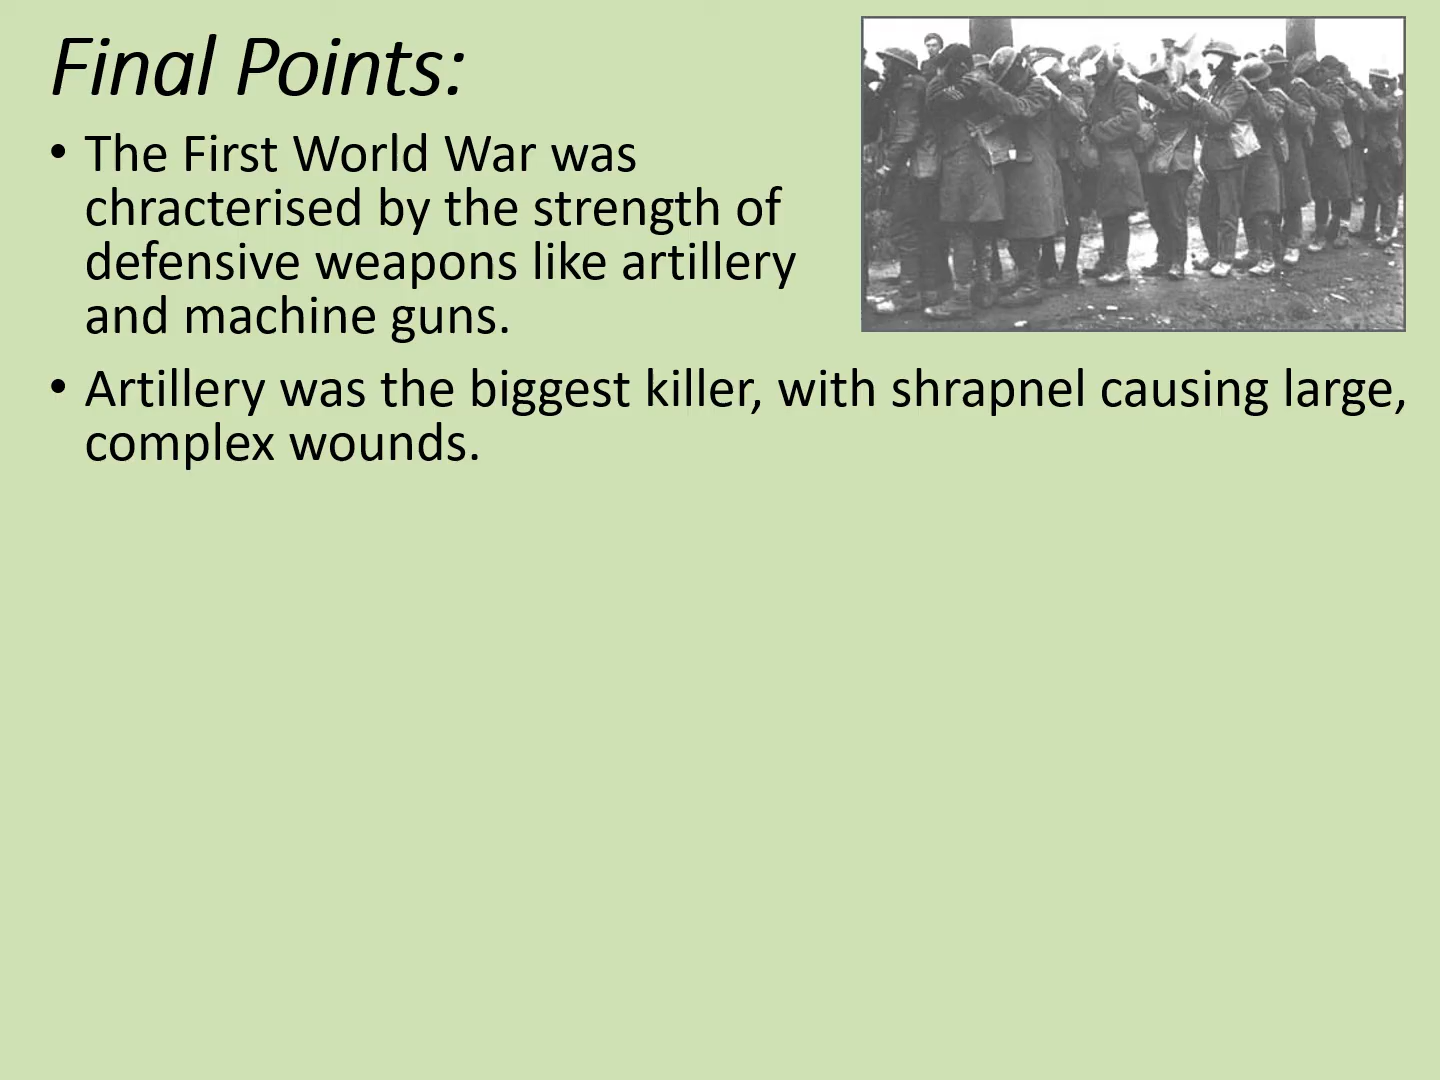 Final Points:
• The First World War was
chracterised by the strength of
defensive weapons like artillery
and machine guns.
• Artillery was the biggest killer, with shrapnel causing large,
complex wounds.